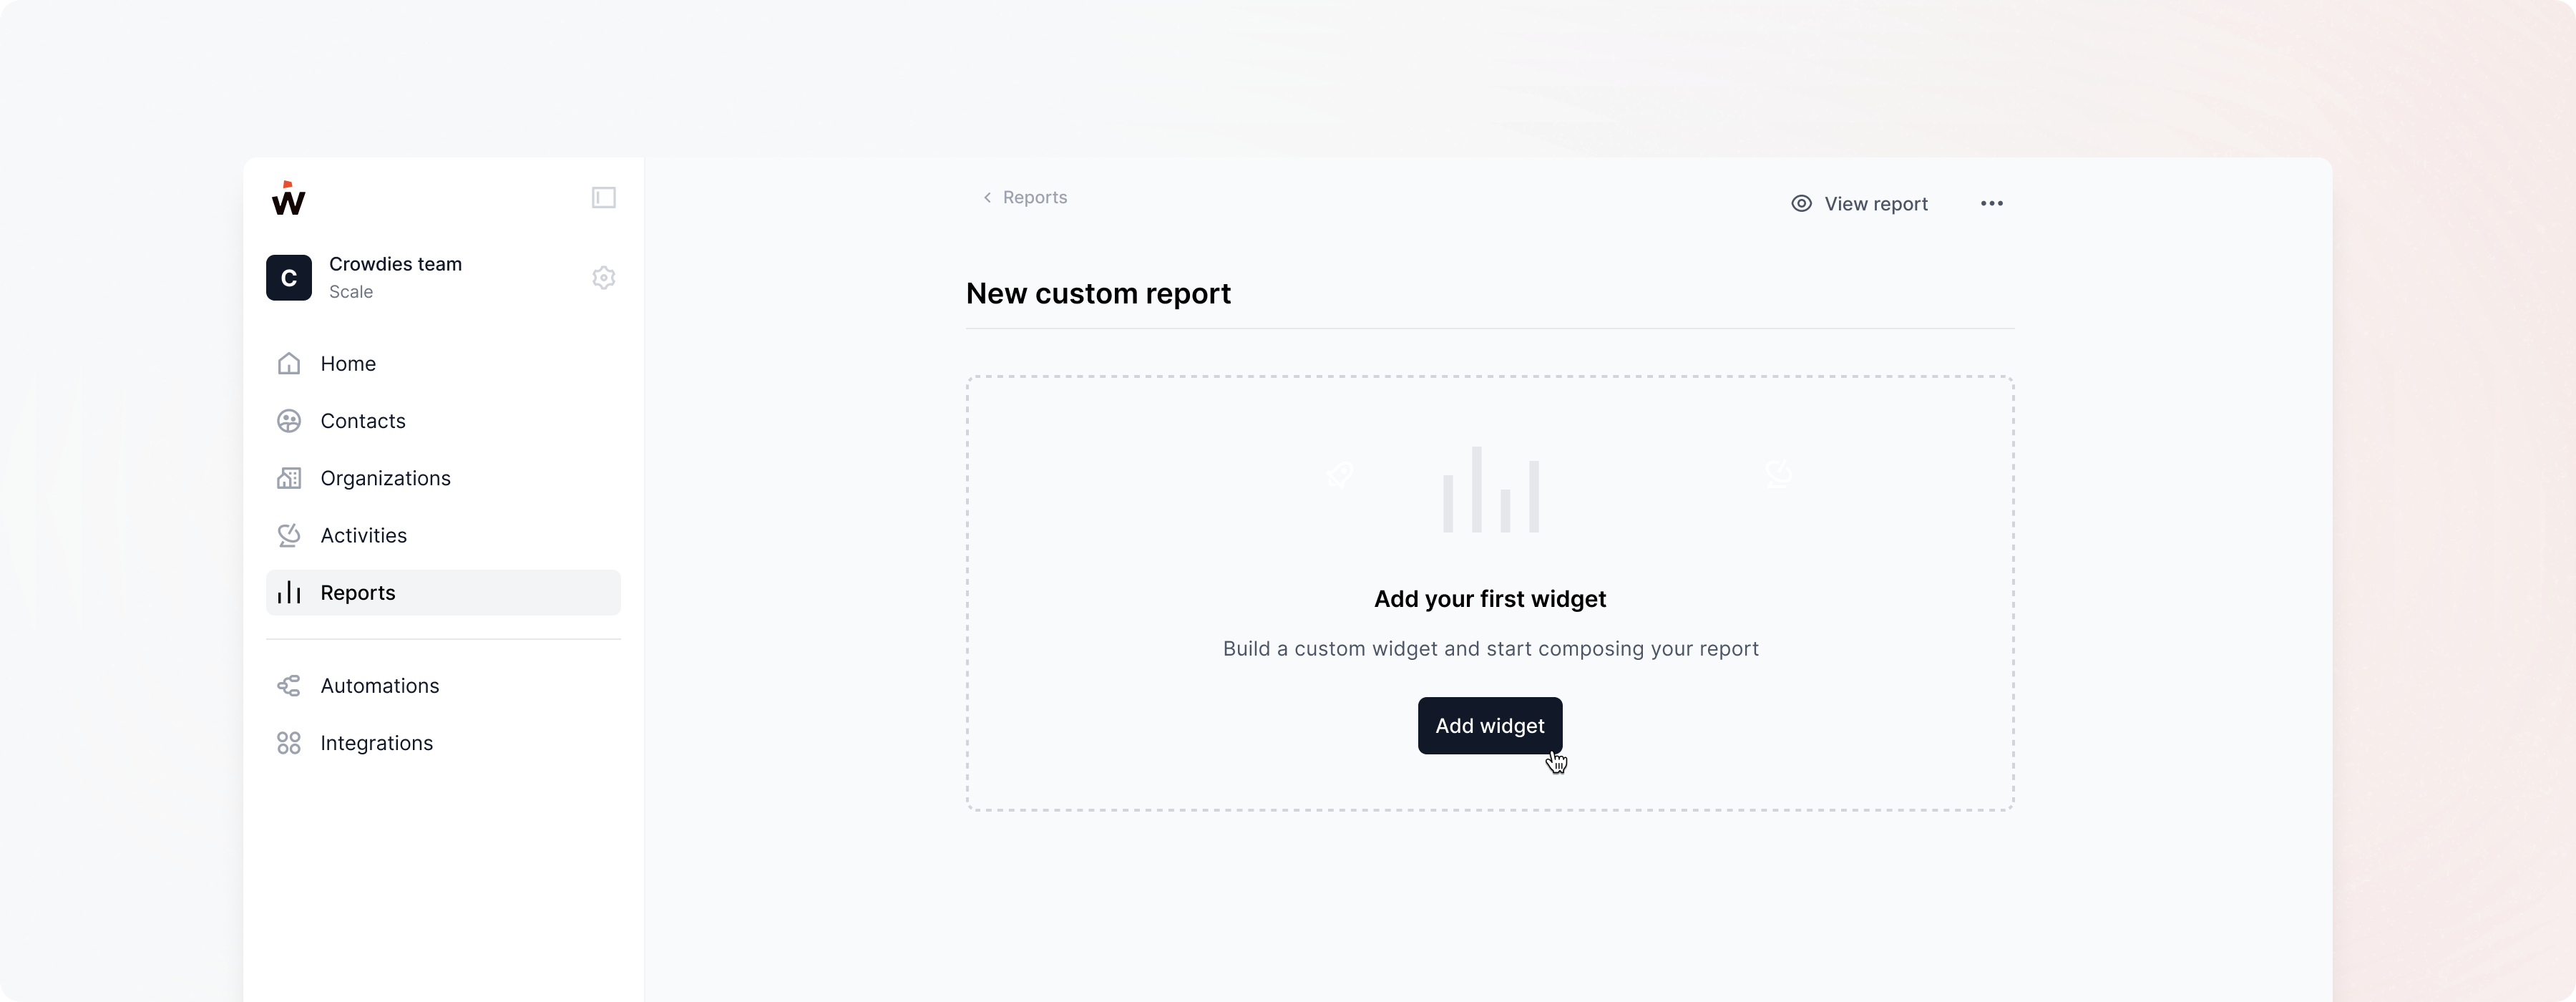 w
C
Crowdies team
Scale
Home
Contacts
Organizations
Activities
Reports
Automations
Integrations
Reports
View report
New custom report
Add your first widget
Build a custom widget and start composing your report
Add widget